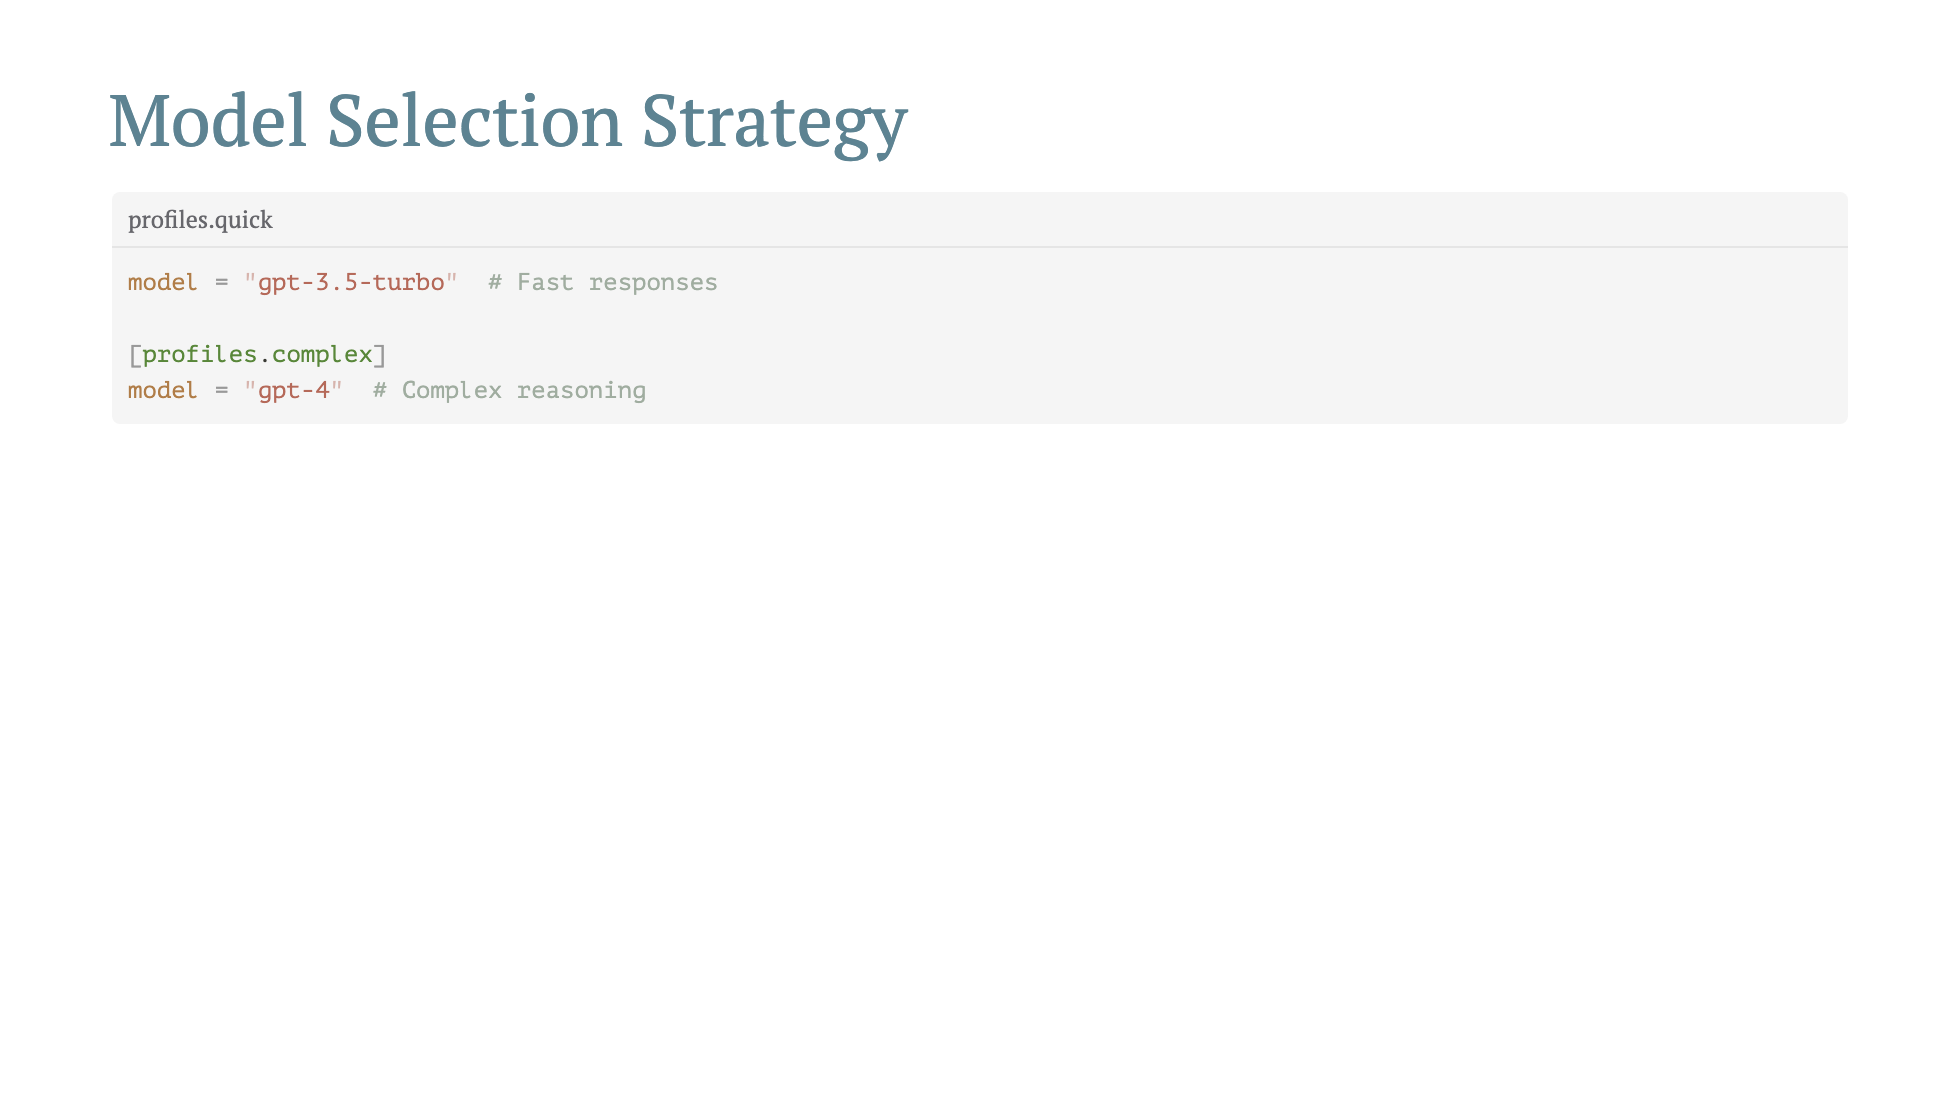 Model Selection Strategy
profiles.quick
model = "gpt-3.5-turbo"  # Fast responses
[profiles.complex]
model = "gpt-4"  # Complex reasoning